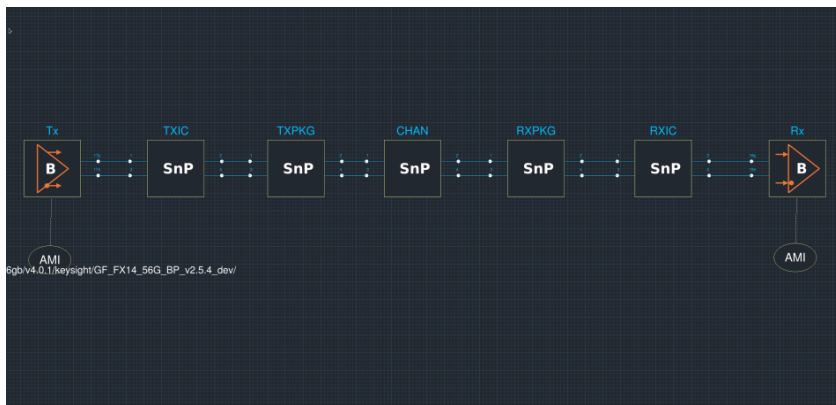 Tx TXIC TXPKG CHAN RXPKG RXIC Rx
B SnP SnP SnP SnP SnP B
AMI AMI
6gb/v4.0.1/keysight/GF_FX14_56G_BP_v2.5.4_dev/